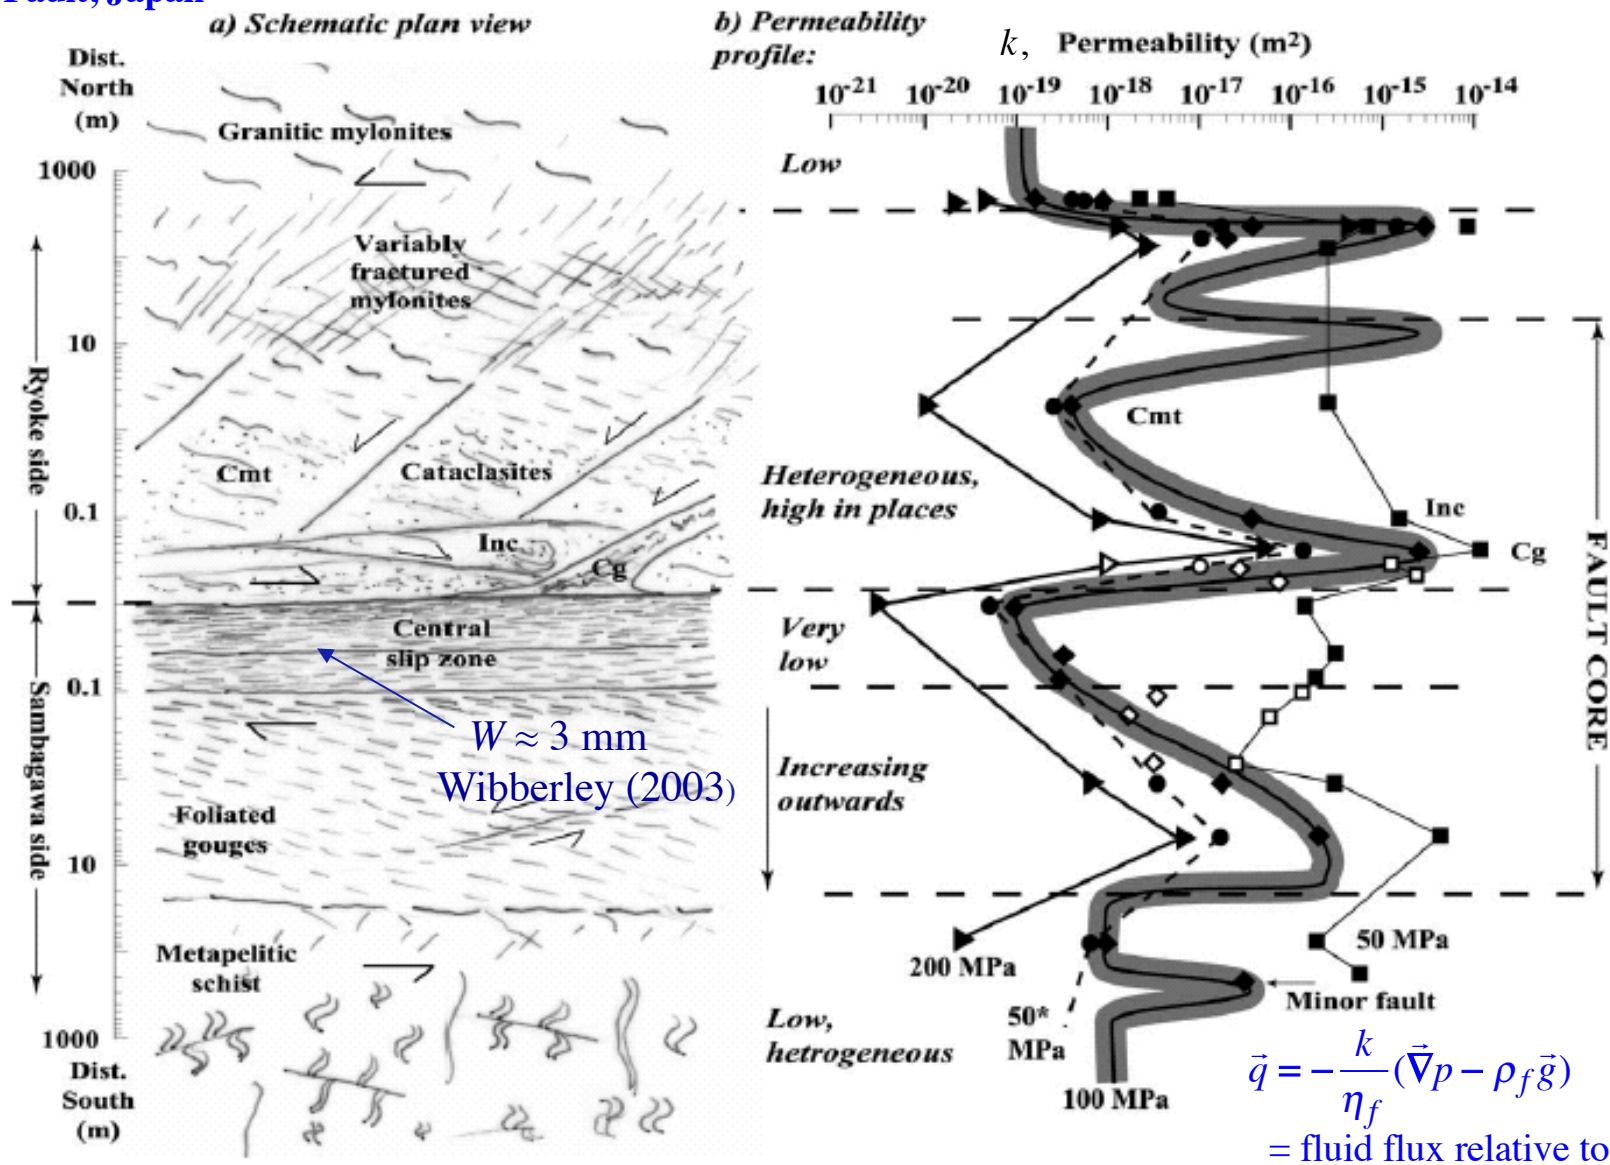 Fault, Japan
a) Schematic plan view
b) Permeability
profile:
k, Permeability (m²)
10-21 10-20 10-19 10-18 10-17 10-16 10-15 10-14
Dist.
North
(m)
1000
10
0.1
0.1
10
1000
Dist.
South
(m)
Ryoke side
Sambagawa side
Granitic mylonites
Variably
fractured
mylonites
Cmt
Cataclasites
Inc
Cg
Central
slip zone
W ≈ 3 mm
Wibberley (2003)
Foliated
gouges
Metapelitic
schist
Low
Heterogeneous,
high in places
Very
low
Increasing
outwards
Low,
hetrogeneous
Cmt
Inc
Cg
FAULT CORE
200 MPa
50 MPa
50*
MPa
Minor fault
100 MPa
q⃗ = − k/ηf (∇⃗p − ρf g⃗)
= fluid flux relative to